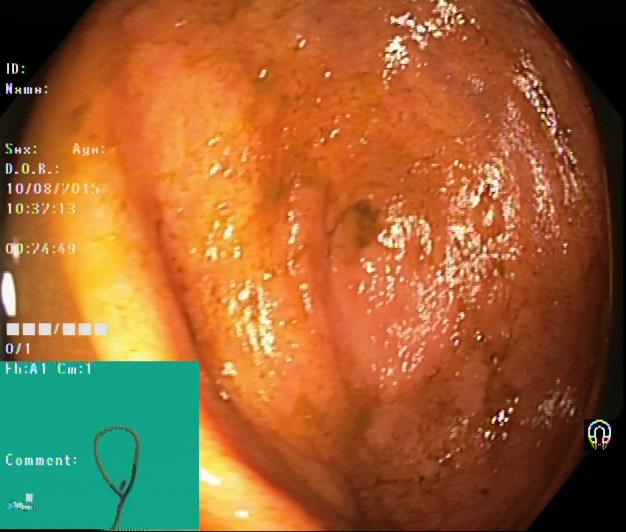 ID:
Name:
Sex: Age:
D.O.R.:
10/08/2015
10:37:13
00:24:49
/
0/1
Eh:A1 Cm:1
Comment: